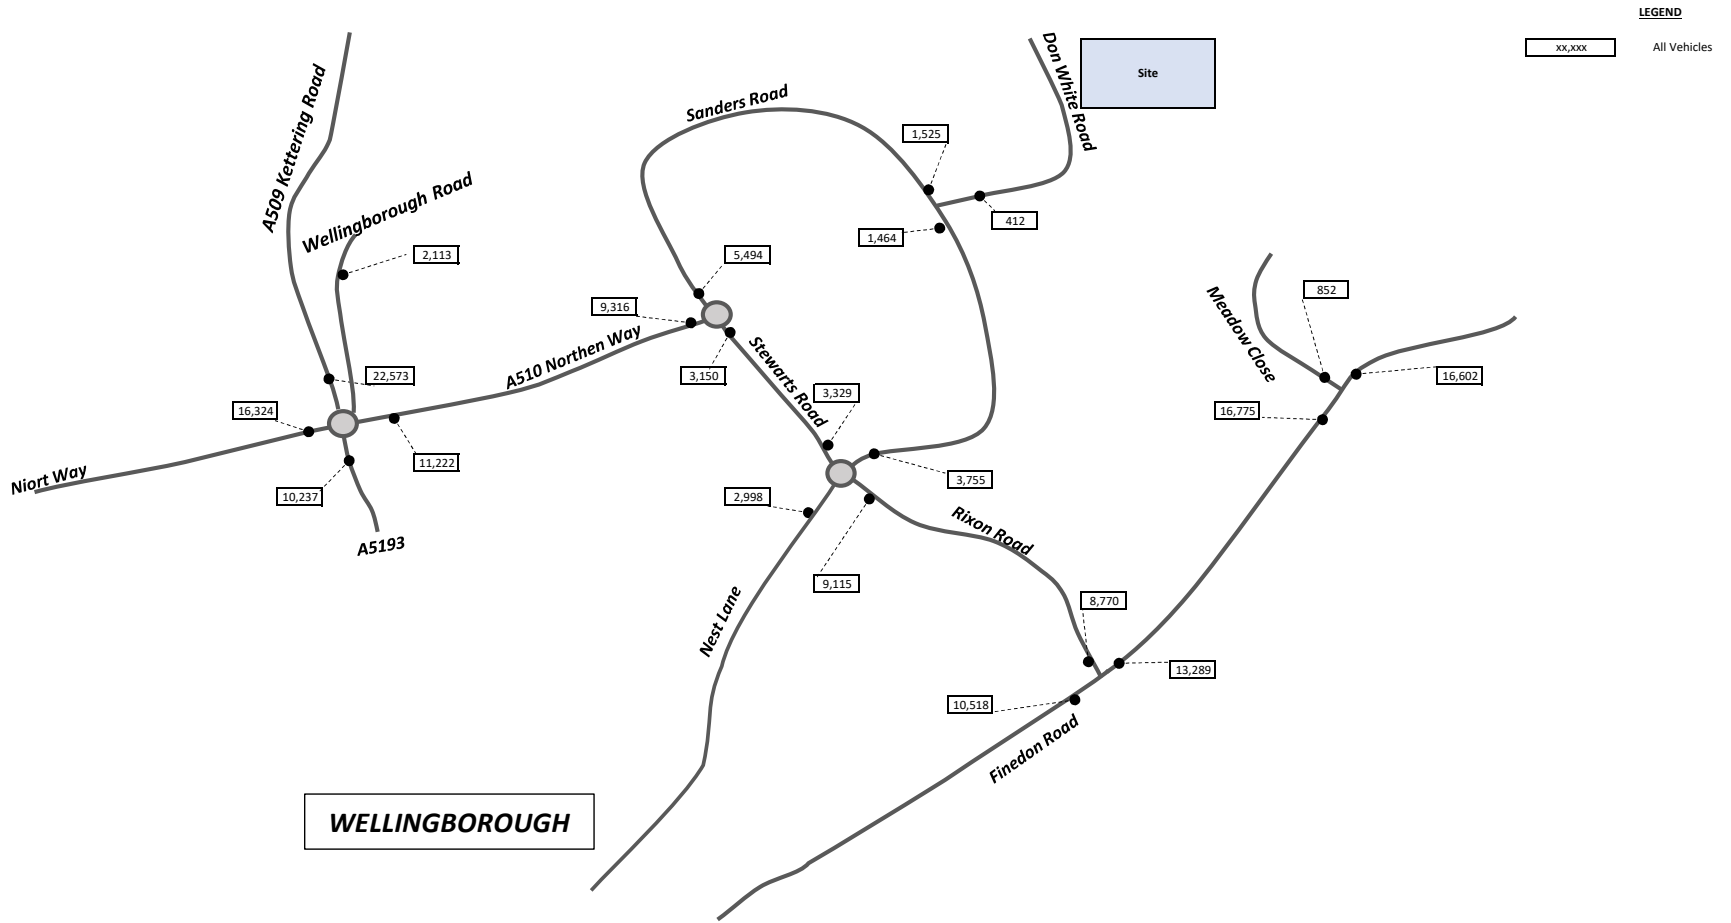 LEGEND
xx,xxx All Vehicles
Site
Don White Road
Sanders Road
A509 Kettering Road
Wellingborough Road
1,525
412
1,464
2,113
5,494
9,316
A510 Northen Way
3,150
Stewarts Road
3,329
22,573
16,324
11,222
10,237
Niort Way
A5193
852
Meadow Close
16,602
16,775
3,755
2,998
Rixon Road
9,115
Nest Lane
8,770
13,289
10,518
Finedon Road
WELLINGBOROUGH